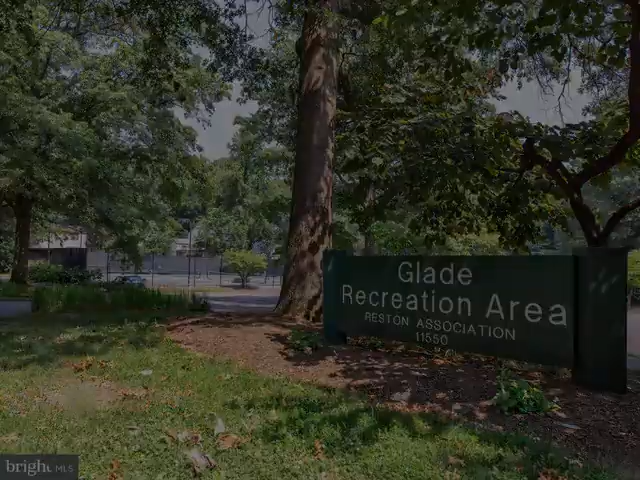 Glade
Recreation Area
RESTON ASSOCIATION
11550
bright MLS